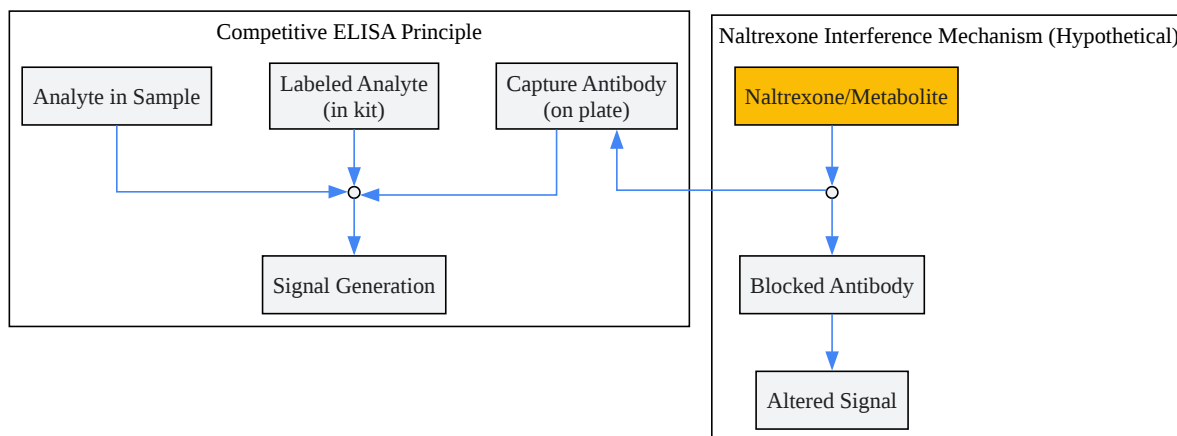 Competitive ELISA Principle
Analyte in Sample
Labeled Analyte
(in kit)
Capture Antibody
(on plate)
Signal Generation
Naltrexone Interference Mechanism (Hypothetical)
Naltrexone/Metabolite
Blocked Antibody
Altered Signal